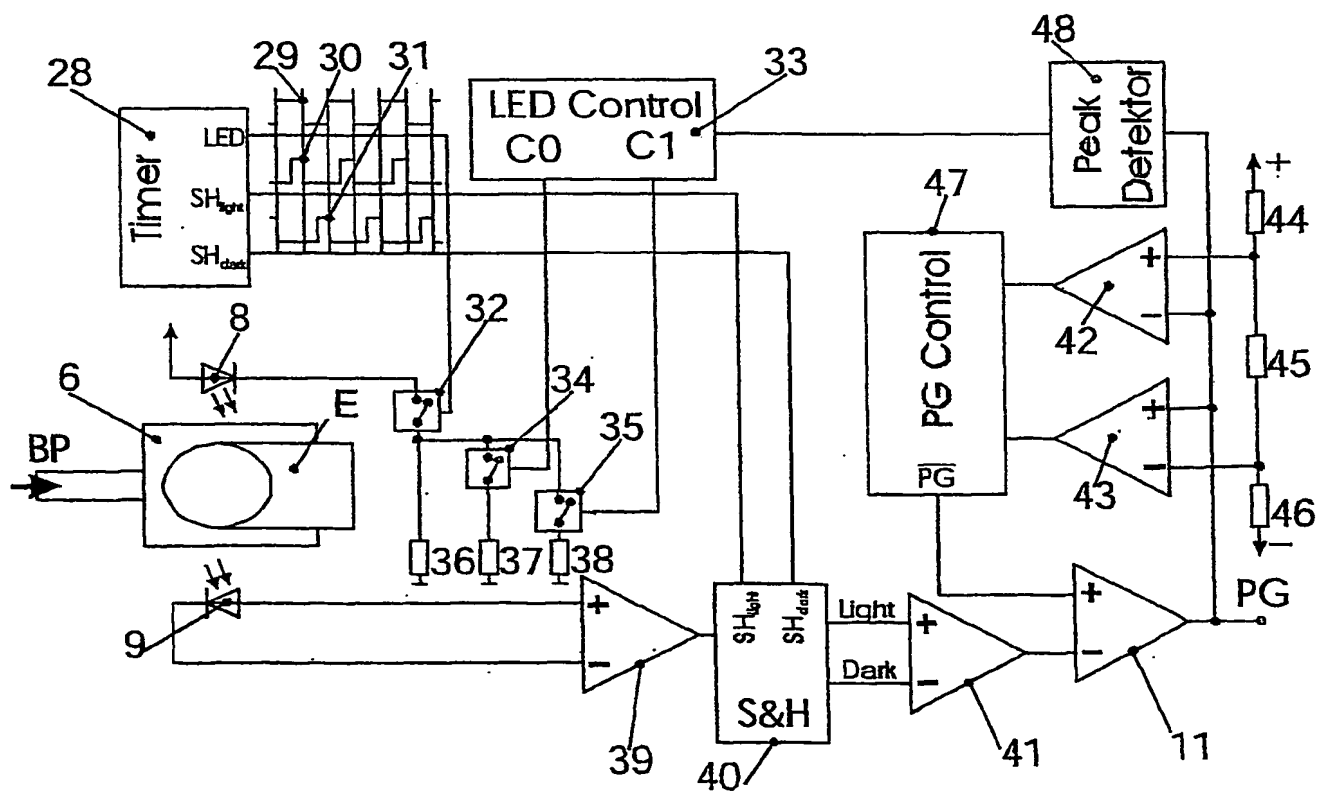 48
29 30 31
33
28
LED Control
C0 C1
Peak
Detektor
LED
Timer
SHlight
SHdark
47
+
44
PG Control
+
−
42
8
32
45
6
E
34
35
BP
+
−
43
PG
46
−
36 37 38
9
+
−
39
SHlight
SHdark
S&H
40
Light
Dark
+
−
41
+
−
11
PG